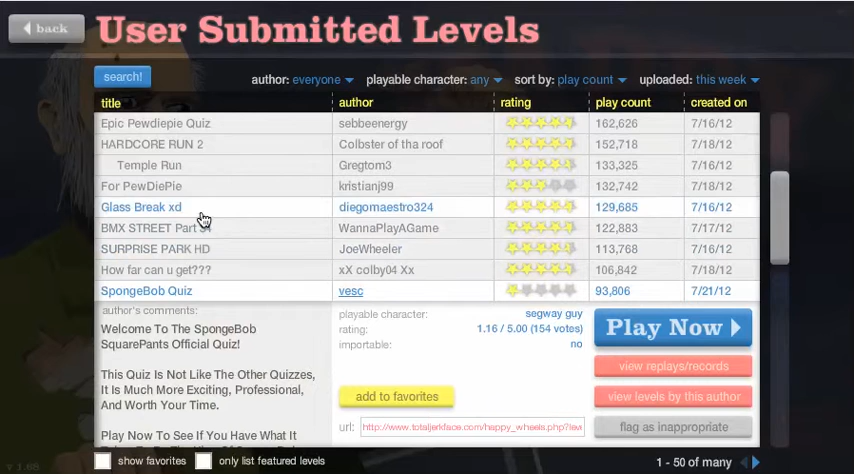 back
User Submitted Levels
search!
author: everyone playable character: any sort by: play count uploaded: this week
title author rating play count created on
Epic Pewdiepie Quiz sebbeenergy 162,626 7/16/12
HARDCORE RUN 2 Colbster of tha roof 152,718 7/18/12
Temple Run Gregtom3 133,325 7/16/12
For PewDiePie kristianj99 132,742 7/18/12
Glass Break xd diegomaestro324 129,685 7/16/12
BMX STREET Part WannaPlayAGame 122,883 7/17/12
SURPRISE PARK HD JoeWheeler 113,768 7/16/12
How far can u get??? xX colby04 Xx 106,842 7/18/12
SpongeBob Quiz vesc 93,806 7/21/12
author's comments:
Welcome To The SpongeBob
SquarePants Official Quiz!
This Quiz Is Not Like The Other Quizzes,
It Is Much More Exciting, Professional,
And Worth Your Time.
Play Now To See If You Have What It
playable character: segway guy
rating: 1.16 / 5.00 (154 votes)
importable: no
add to favorites
url: http://www.totaljerkface.com/happy_wheels.php?lev
Play Now
view replays/records
view levels by this author
flag as inappropriate
v 1.68
show favorites only list featured levels
1 - 50 of many